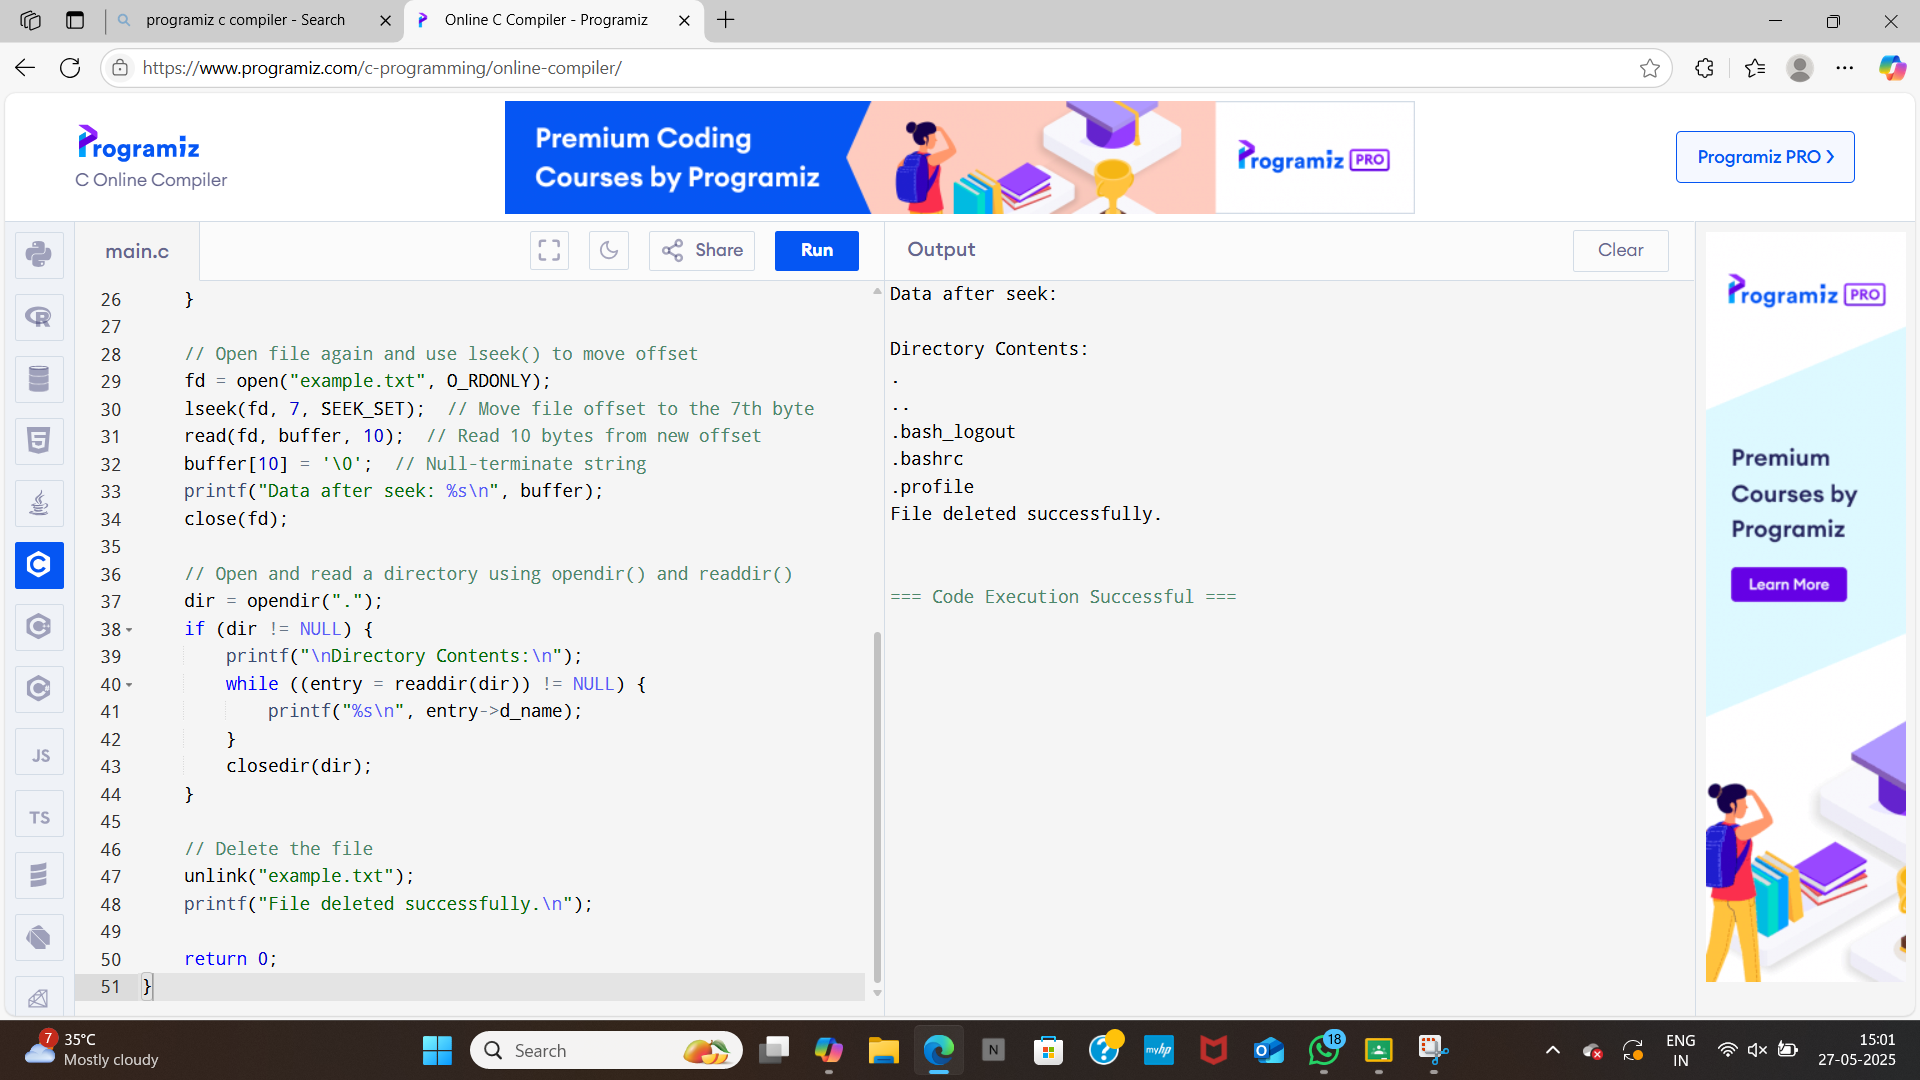 programiz c compiler - Search
Online C Compiler - Programiz
https://www.programiz.com/c-programming/online-compiler/
Programiz
C Online Compiler
Premium Coding
Courses by Programiz
Programiz PRO
Programiz PRO
main.c
Share
Run
Output
Clear
26 }
27
28 // Open file again and use lseek() to move offset
29 fd = open("example.txt", O_RDONLY);
30 lseek(fd, 7, SEEK_SET);  // Move file offset to the 7th byte
31 read(fd, buffer, 10);  // Read 10 bytes from new offset
32 buffer[10] = '\0';  // Null-terminate string
33 printf("Data after seek: %s\n", buffer);
34 close(fd);
35
36 // Open and read a directory using opendir() and readdir()
37 dir = opendir(".");
38 if (dir != NULL) {
39 printf("\nDirectory Contents:\n");
40 while ((entry = readdir(dir)) != NULL) {
41 printf("%s\n", entry->d_name);
42 }
43 closedir(dir);
44 }
45
46 // Delete the file
47 unlink("example.txt");
48 printf("File deleted successfully.\n");
49
50 return 0;
51 }
Data after seek:
Directory Contents:
.
..
.bash_logout
.bashrc
.profile
File deleted successfully.
=== Code Execution Successful ===
Programiz PRO
Premium
Courses by
Programiz
Learn More
R
5
C
C
C
JS
TS
7
35°C
Mostly cloudy
Search
N
?
myhp
18
ENG
IN
15:01
27-05-2025